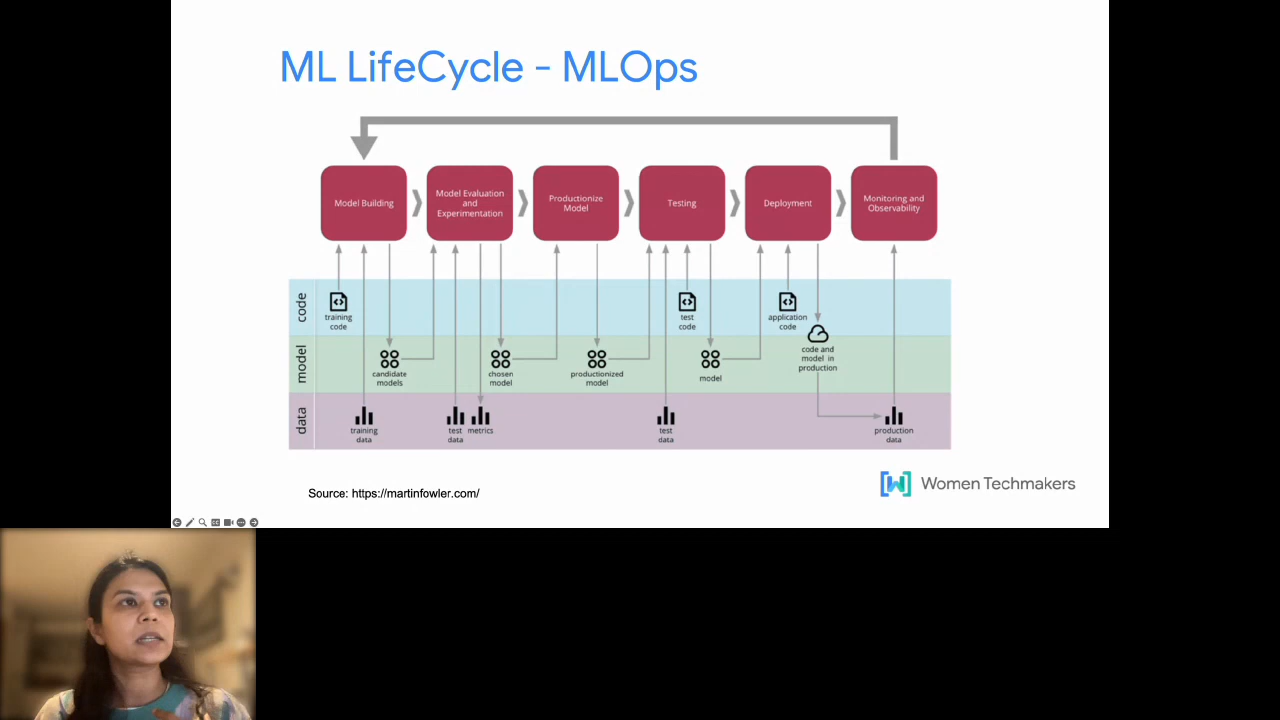 ML LifeCycle - MLOps
Model Building
Model Evaluation
and
Experimentation
Productionize
Model
Testing
Deployment
Monitoring and
Observability
code
training
code
test
code
application
code
model
candidate
models
chosen
model
productionized
model
model
code and
model in
production
data
training
data
test
data
metrics
test
data
production
data
Source: https://martinfowler.com/
[W] Women Techmakers